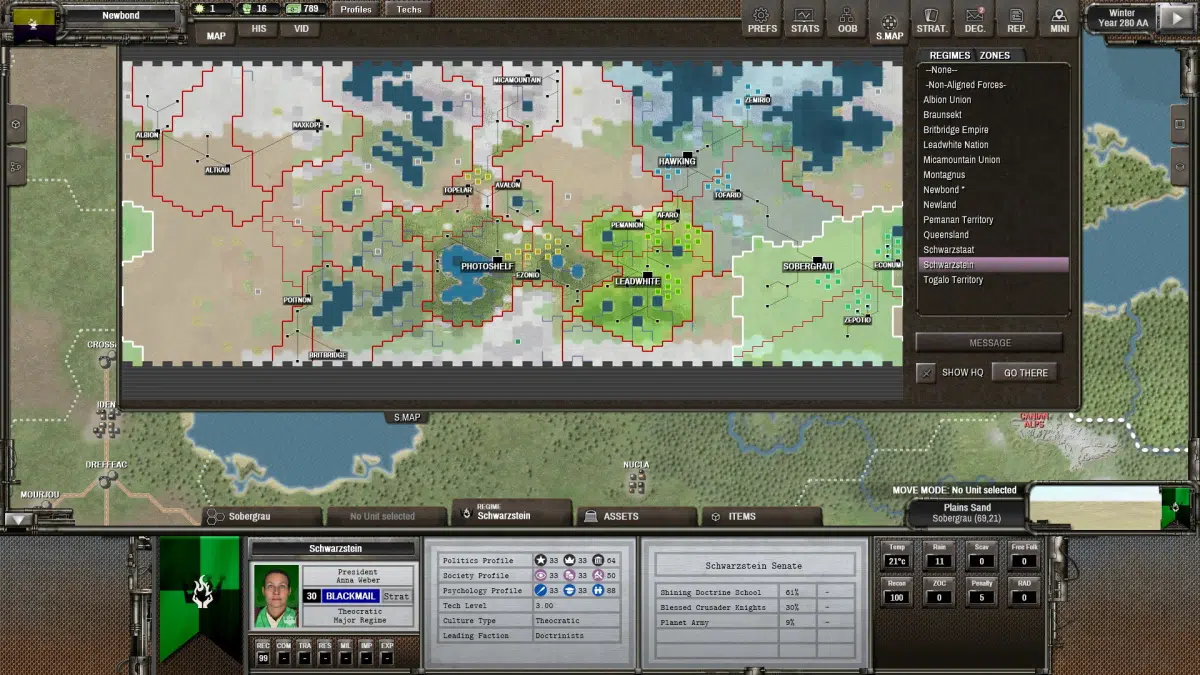 Newbond
1
16
789
Profiles
Techs
MAP
HIS
VID
PREFS
STATS
OOB
S.MAP
STRAT.
DEC.
REP.
MINI
Winter
Year 280 AA
REGIMES ZONES
--None--
-Non-Aligned Forces-
Albion Union
Braunsekt
Britbridge Empire
Leadwhite Nation
Micamountain Union
Montagnus
Newbond *
Newland
Pemanan Territory
Queensland
Schwarzstaat
Schwarzstein
Togalo Territory
MESSAGE
SHOW HQ
GO THERE
MICAMOUNTAIN
ZEMIRIO
NAXKOPF
ALBION
ALTKAU
HAWKING
TOPELAR
AVALON
TOFARIO
AFARO
PEMANION
PHOTOSHELF
EZONIO
LEADWHITE
SOBERGRAU
ECONUM
POITNON
ZEPOTIO
BRITBRIDGE
S.MAP
CROSS
IDEN
DREFFEAC
MOURJOU
NUCLA
CANIAN
ALPS
MOVE MODE: No Unit selected
Plains Sand
Sobergrau (69,21)
Sobergrau
No Unit selected
REGIME
Schwarzstein
ASSETS
ITEMS
Schwarzstein
President
Anna Weber
30 BLACKMAIL Strat
Theocratic
Major Regime
REC COM TRA RES MIL IMP EXP
99 - - - - - -
Politics Profile 33 33 64
Society Profile 33 33 50
Psychology Profile 33 33 88
Tech Level 3.00
Culture Type Theocratic
Leading Faction Doctrinists
Schwarzstein Senate
Shining Doctrine School 61% -
Blessed Crusader Knights 30% -
Planet Army 9% -
Temp Rain Scav Free Folk
21°c 11 0 0
Recon ZOC Penalty RAD
100 0 5 0